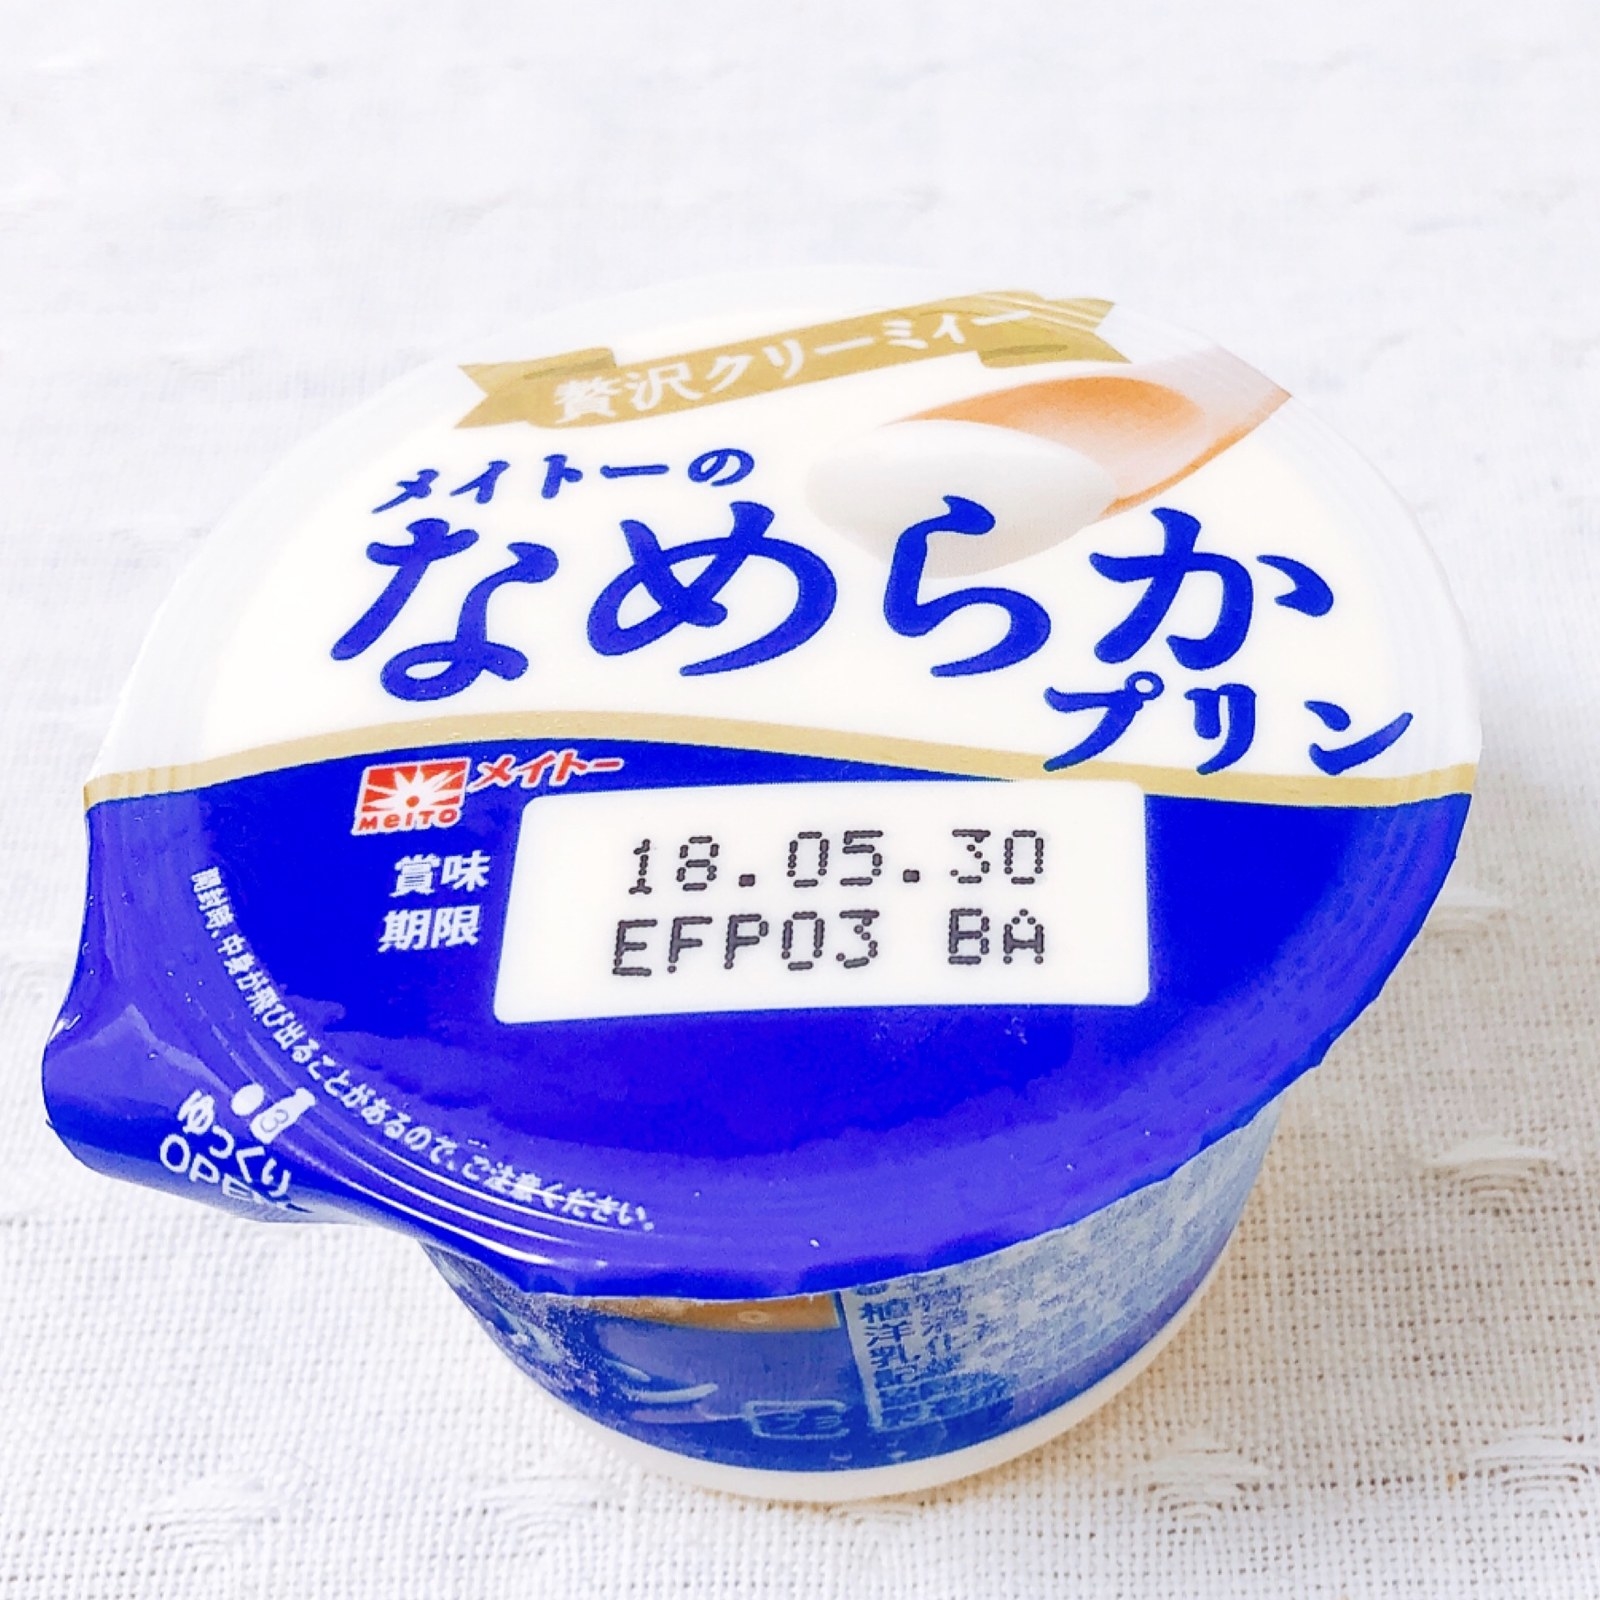 贅沢クリーミィー
メイトーの
なめらか
プリン
MeiTO
メイトー
賞味
期限
18.05.30
EFP03 BA
開封時、中身が飛び出ることがあるので、ご注意ください。
ゆっくり
OPEN